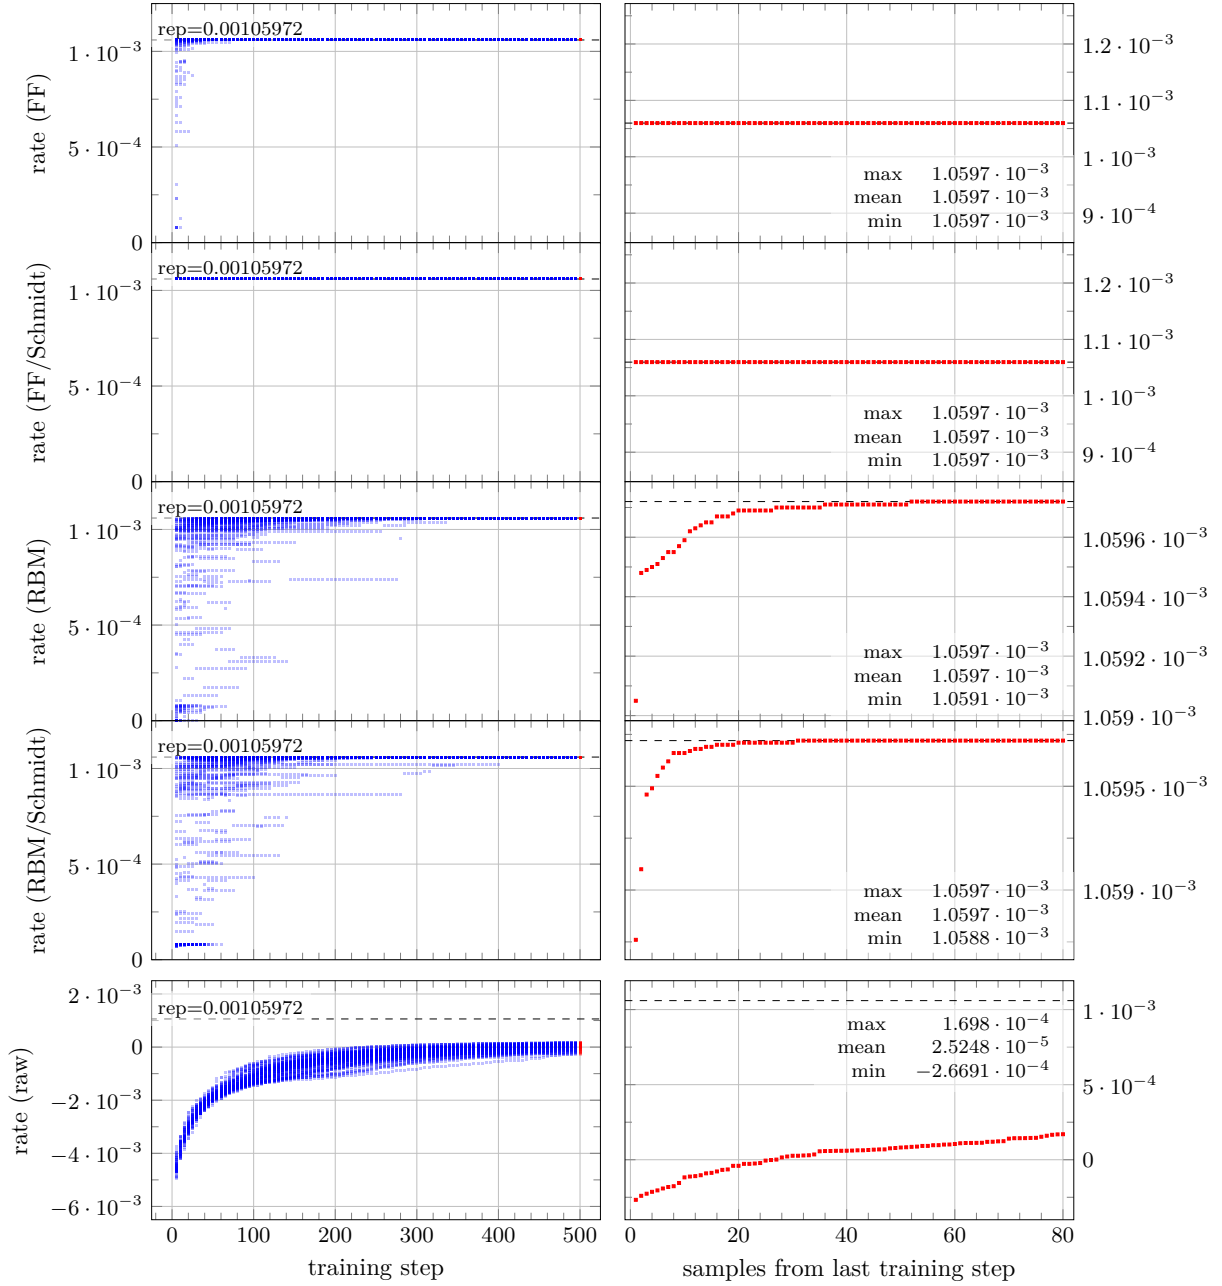 rep=0.00105972
1 · 10⁻³
5 · 10⁻⁴
0
rate (FF)
1.2 · 10⁻³
1.1 · 10⁻³
1 · 10⁻³
9 · 10⁻⁴
max 1.0597 · 10⁻³
mean 1.0597 · 10⁻³
min 1.0597 · 10⁻³
rep=0.00105972
1 · 10⁻³
5 · 10⁻⁴
0
rate (FF/Schmidt)
1.2 · 10⁻³
1.1 · 10⁻³
1 · 10⁻³
9 · 10⁻⁴
max 1.0597 · 10⁻³
mean 1.0597 · 10⁻³
min 1.0597 · 10⁻³
rep=0.00105972
1 · 10⁻³
5 · 10⁻⁴
0
rate (RBM)
1.0596 · 10⁻³
1.0594 · 10⁻³
1.0592 · 10⁻³
1.059 · 10⁻³
max 1.0597 · 10⁻³
mean 1.0597 · 10⁻³
min 1.0591 · 10⁻³
rep=0.00105972
1 · 10⁻³
5 · 10⁻⁴
0
rate (RBM/Schmidt)
1.0595 · 10⁻³
1.059 · 10⁻³
max 1.0597 · 10⁻³
mean 1.0597 · 10⁻³
min 1.0588 · 10⁻³
rep=0.00105972
2 · 10⁻³
0
−2 · 10⁻³
−4 · 10⁻³
−6 · 10⁻³
rate (raw)
0 100 200 300 400 500
training step
1 · 10⁻³
5 · 10⁻⁴
0
max 1.698 · 10⁻⁴
mean 2.5248 · 10⁻⁵
min −2.6691 · 10⁻⁴
0 20 40 60 80
samples from last training step